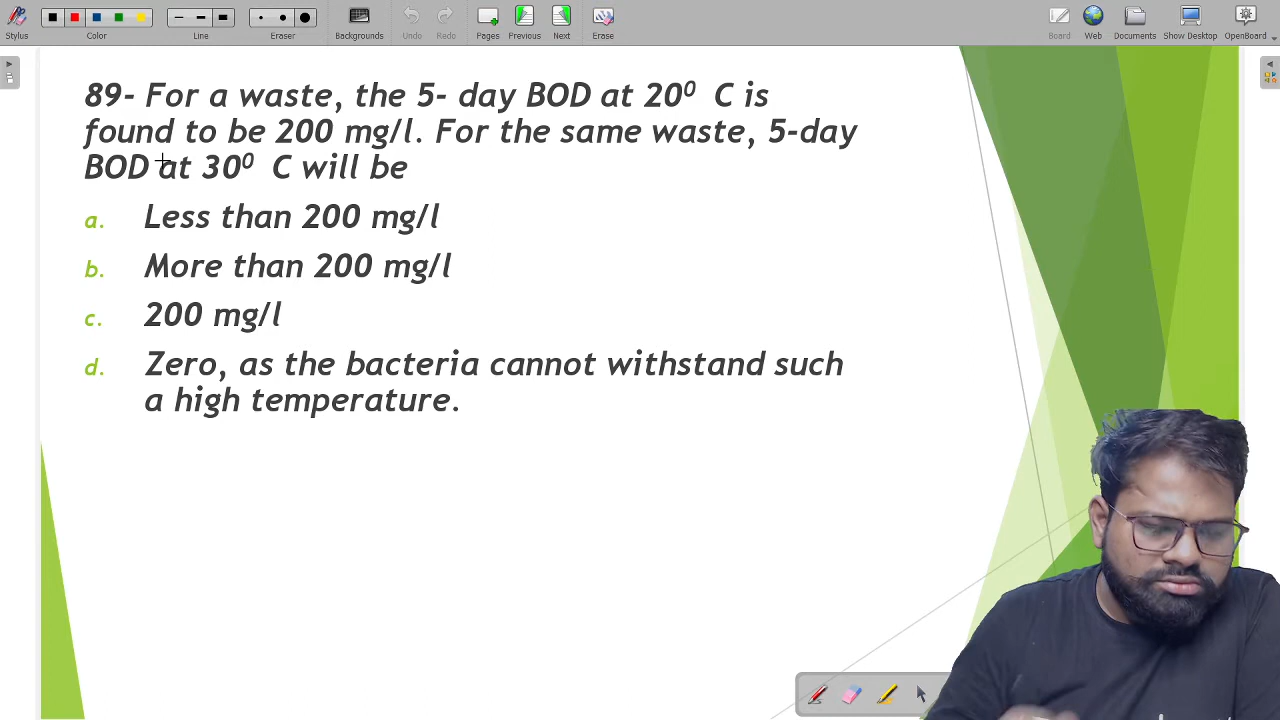 Stylus
Color
Line
Eraser
Backgrounds
Undo
Redo
Pages
Previous
Next
Erase
Board
Web
Documents
Show Desktop
OpenBoard
89- For a waste, the 5- day BOD at 20⁰ C is
found to be 200 mg/l. For the same waste, 5-day
BOD at 30⁰ C will be
a. Less than 200 mg/l
b. More than 200 mg/l
c. 200 mg/l
d. Zero, as the bacteria cannot withstand such
a high temperature.